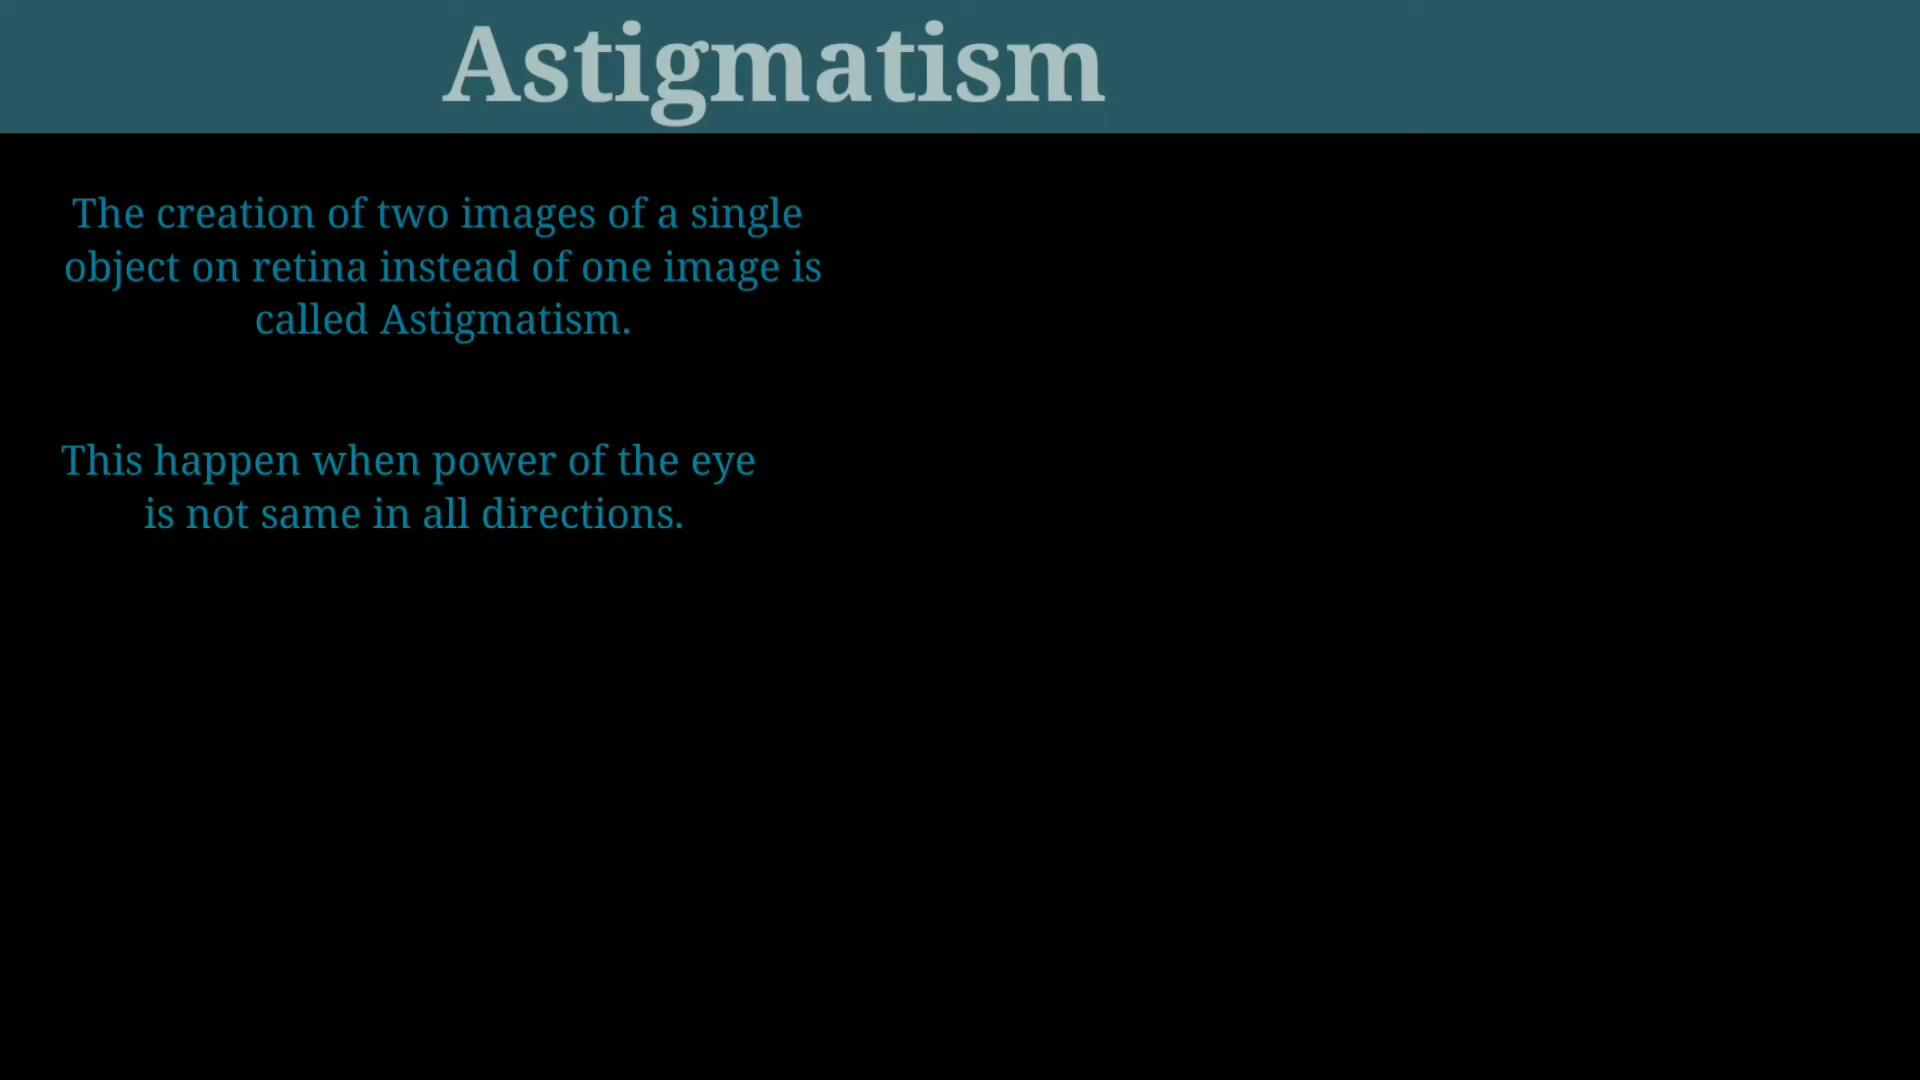 Astigmatism
The creation of two images of a single
object on retina instead of one image is
called Astigmatism.
This happen when power of the eye
is not same in all directions.